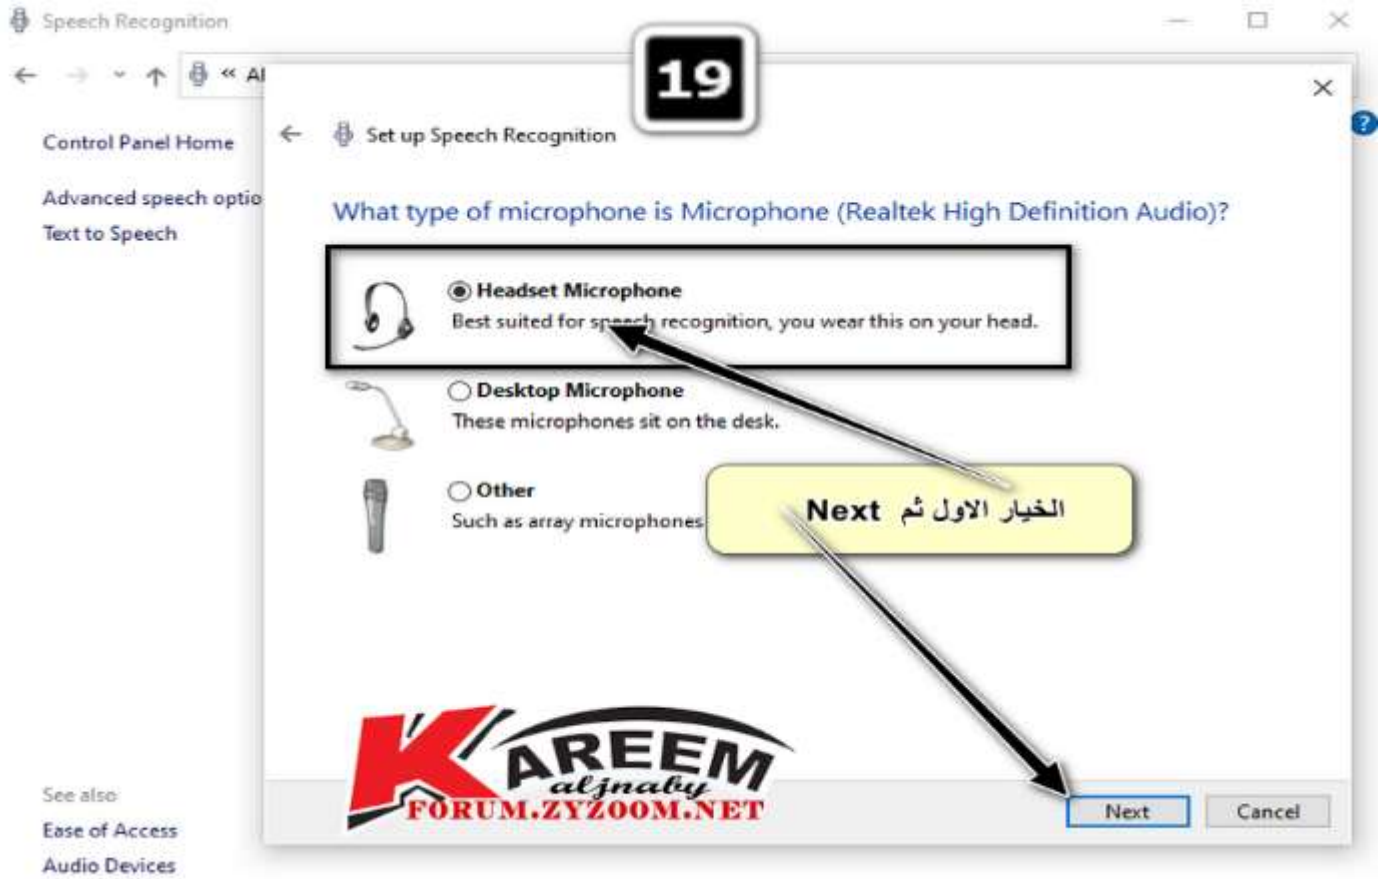 Speech Recognition
19
Set up Speech Recognition
Control Panel Home
Advanced speech optio
Text to Speech
What type of microphone is Microphone (Realtek High Definition Audio)?
Headset Microphone
Best suited for speech recognition, you wear this on your head.
Desktop Microphone
These microphones sit on the desk.
Other
Such as array microphones
الخيار الاول ثم Next
KAREEM
aljnaby
FORUM.ZYZOOM.NET
Next
Cancel
See also
Ease of Access
Audio Devices